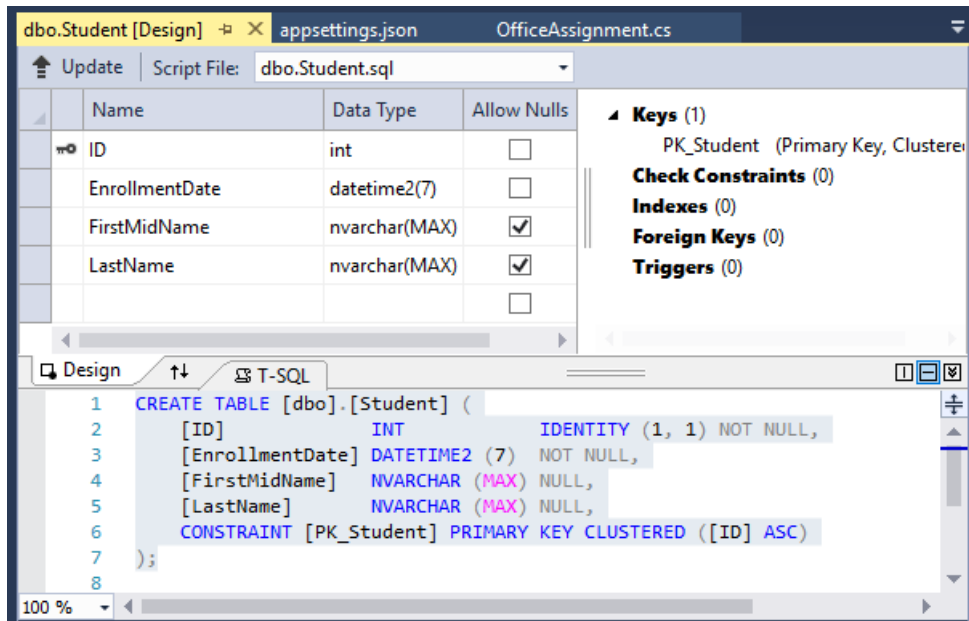 dbo.Student [Design] appsettings.json OfficeAssignment.cs
Update Script File: dbo.Student.sql
Name Data Type Allow Nulls
ID int
EnrollmentDate datetime2(7)
FirstMidName nvarchar(MAX)
LastName nvarchar(MAX)
Keys (1)
PK_Student (Primary Key, Clustere
Check Constraints (0)
Indexes (0)
Foreign Keys (0)
Triggers (0)
Design T-SQL
1 CREATE TABLE [dbo].[Student] (
2 [ID] INT IDENTITY (1, 1) NOT NULL,
3 [EnrollmentDate] DATETIME2 (7) NOT NULL,
4 [FirstMidName] NVARCHAR (MAX) NULL,
5 [LastName] NVARCHAR (MAX) NULL,
6 CONSTRAINT [PK_Student] PRIMARY KEY CLUSTERED ([ID] ASC)
7 );
8
100 %